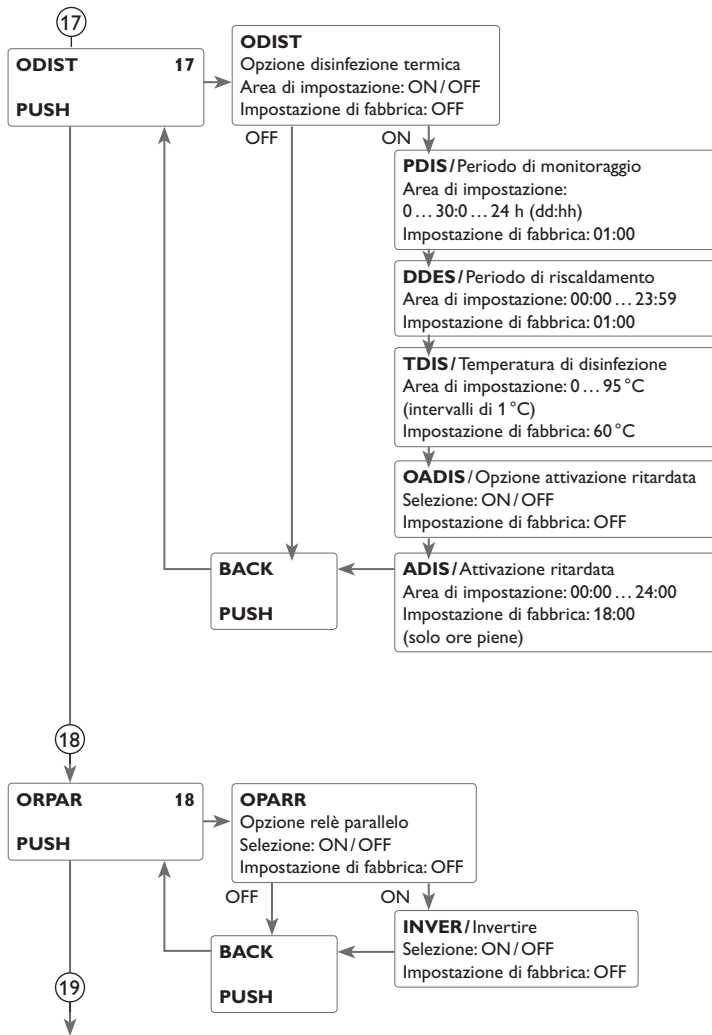 17
ODIST 17
PUSH
ODIST
Opzione disinfezione termica
Area di impostazione: ON / OFF
Impostazione di fabbrica: OFF
OFF
ON
PDIS / Periodo di monitoraggio
Area di impostazione:
0 … 30:0 … 24 h (dd:hh)
Impostazione di fabbrica: 01:00
DDES / Periodo di riscaldamento
Area di impostazione: 00:00 … 23:59
Impostazione di fabbrica: 01:00
TDIS / Temperatura di disinfezione
Area di impostazione: 0 … 95 °C
(intervalli di 1 °C)
Impostazione di fabbrica: 60 °C
OADIS / Opzione attivazione ritardata
Selezione: ON / OFF
Impostazione di fabbrica: OFF
ADIS / Attivazione ritardata
Area di impostazione: 00:00 … 24:00
Impostazione di fabbrica: 18:00
(solo ore piene)
BACK
PUSH
18
ORPAR 18
PUSH
OPARR
Opzione relè parallelo
Selezione: ON / OFF
Impostazione di fabbrica: OFF
OFF
ON
INVER / Invertire
Selezione: ON / OFF
Impostazione di fabbrica: OFF
BACK
PUSH
19